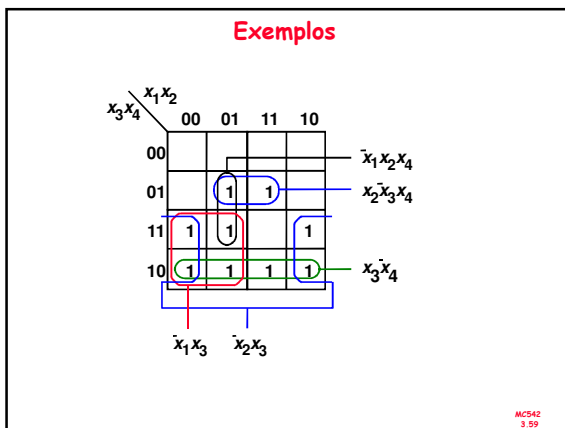 Exemplos
x₁x₂
x₃x₄
00 01 11 10
00
x̄₁x₂x₄
01 1 1
x₂x̄₃x₄
11 1 1 1
10 1 1 1 1
x₃x̄₄
x̄₁x₃ x̄₂x₃
MC542
3.59